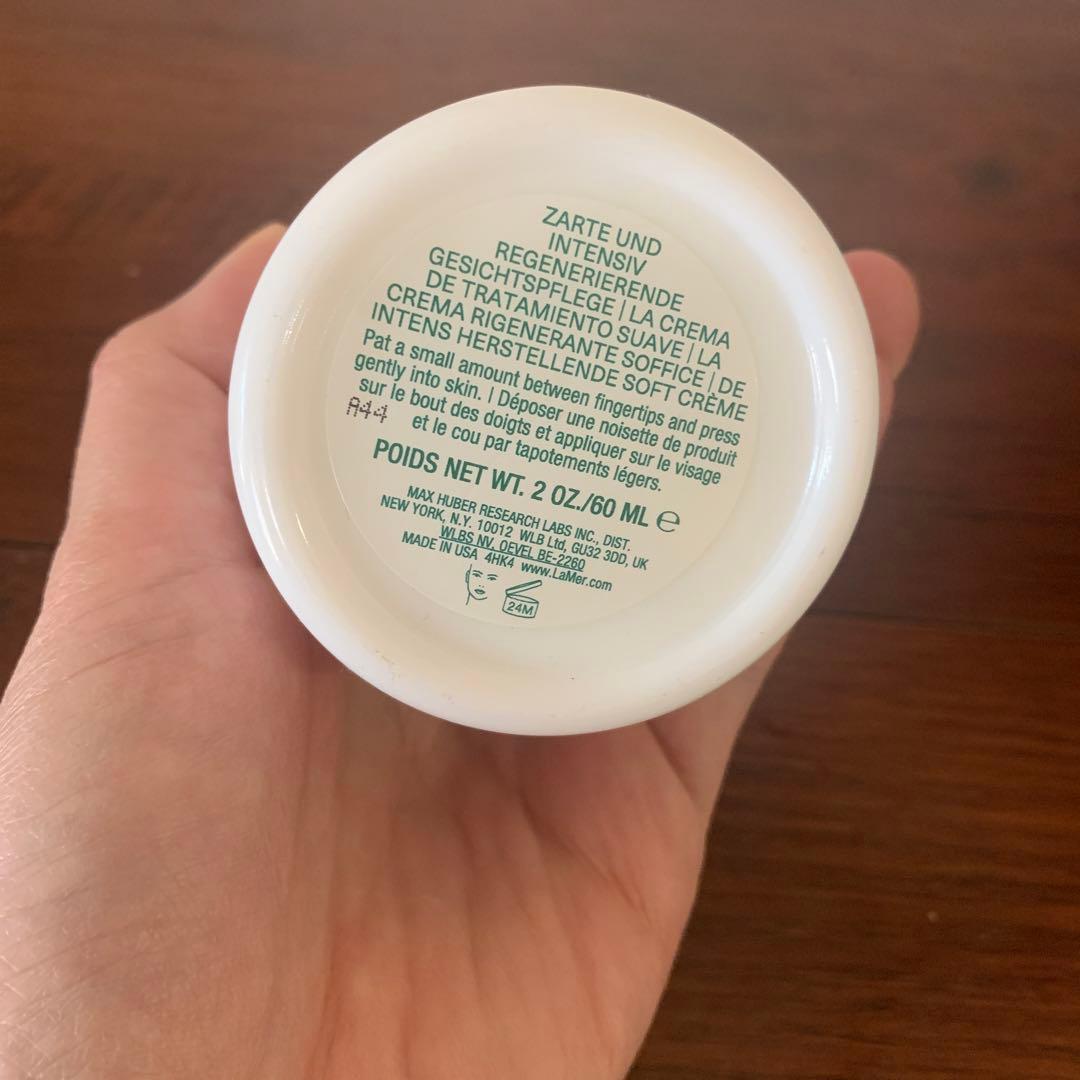 ZARTE UND
INTENSIV
REGENERIERENDE
GESICHTSPFLEGE | LA CREMA
DE TRATAMIENTO SUAVE | LA
CREMA RIGENERANTE SOFFICE | DE
INTENS HERSTELLENDE SOFT CRÈME
Pat a small amount between fingertips and press
gently into skin. | Déposer une noisette de produit
sur le bout des doigts et appliquer sur le visage
et le cou par tapotements légers.
A44
POIDS NET WT. 2 OZ./60 ML ℮
MAX HUBER RESEARCH LABS INC., DIST.
NEW YORK, N.Y. 10012 WLB Ltd, GU32 3DD, UK
WLBS NV, OEVEL BE-2260
MADE IN USA 4HK4 www.LaMer.com
24M